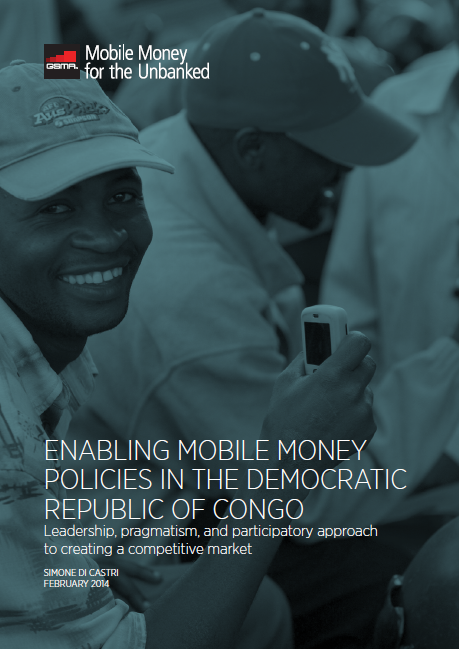 GSMA
Mobile Money
for the Unbanked
ENABLING MOBILE MONEY
POLICIES IN THE DEMOCRATIC
REPUBLIC OF CONGO
Leadership, pragmatism, and participatory approach
to creating a competitive market
SIMONE DI CASTRI
FEBRUARY 2014